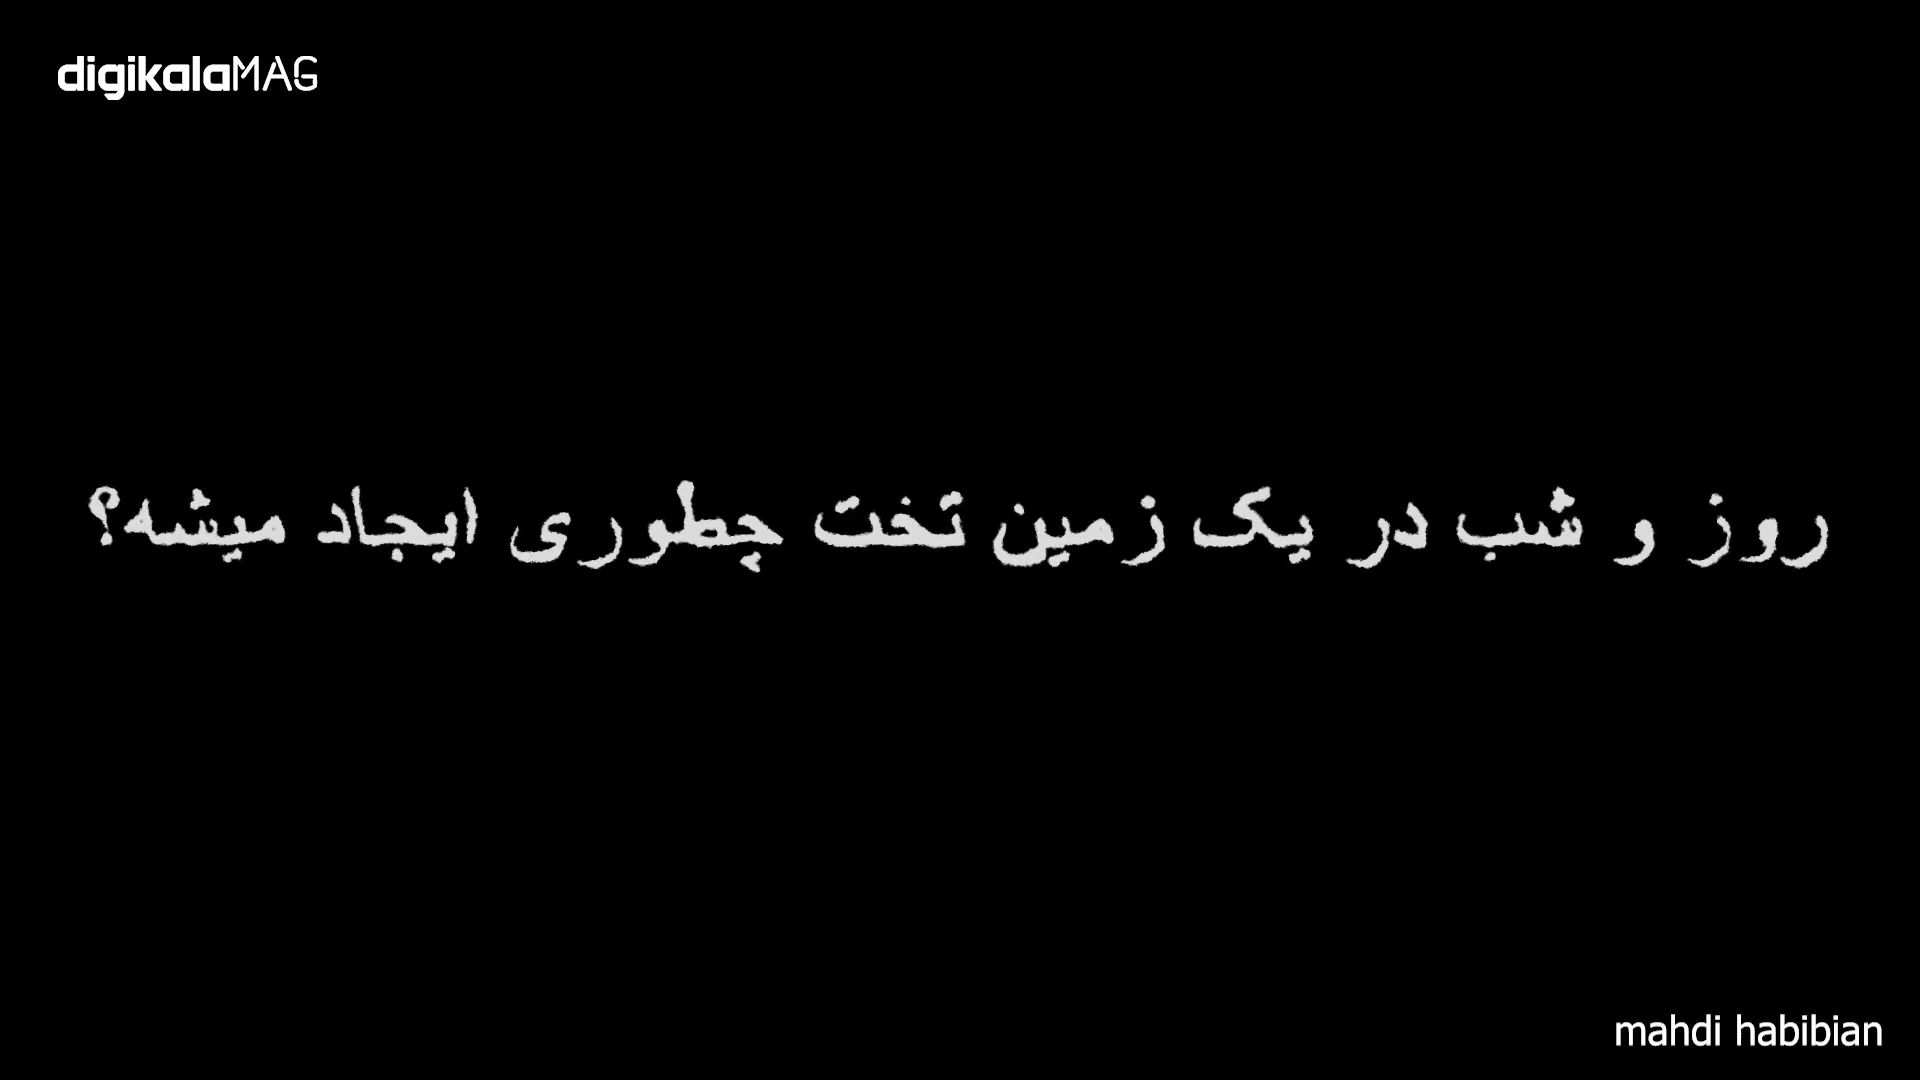 digikalaMAG
روز و شب در یک زمین تخت چطوری ایجاد میشه؟
mahdi habibian